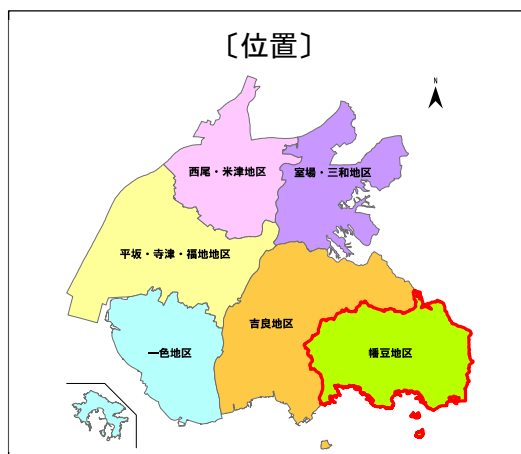 〔位置〕
N
西尾・米津地区
室場・三和地区
平坂・寺津・福地地区
吉良地区
一色地区
幡豆地区